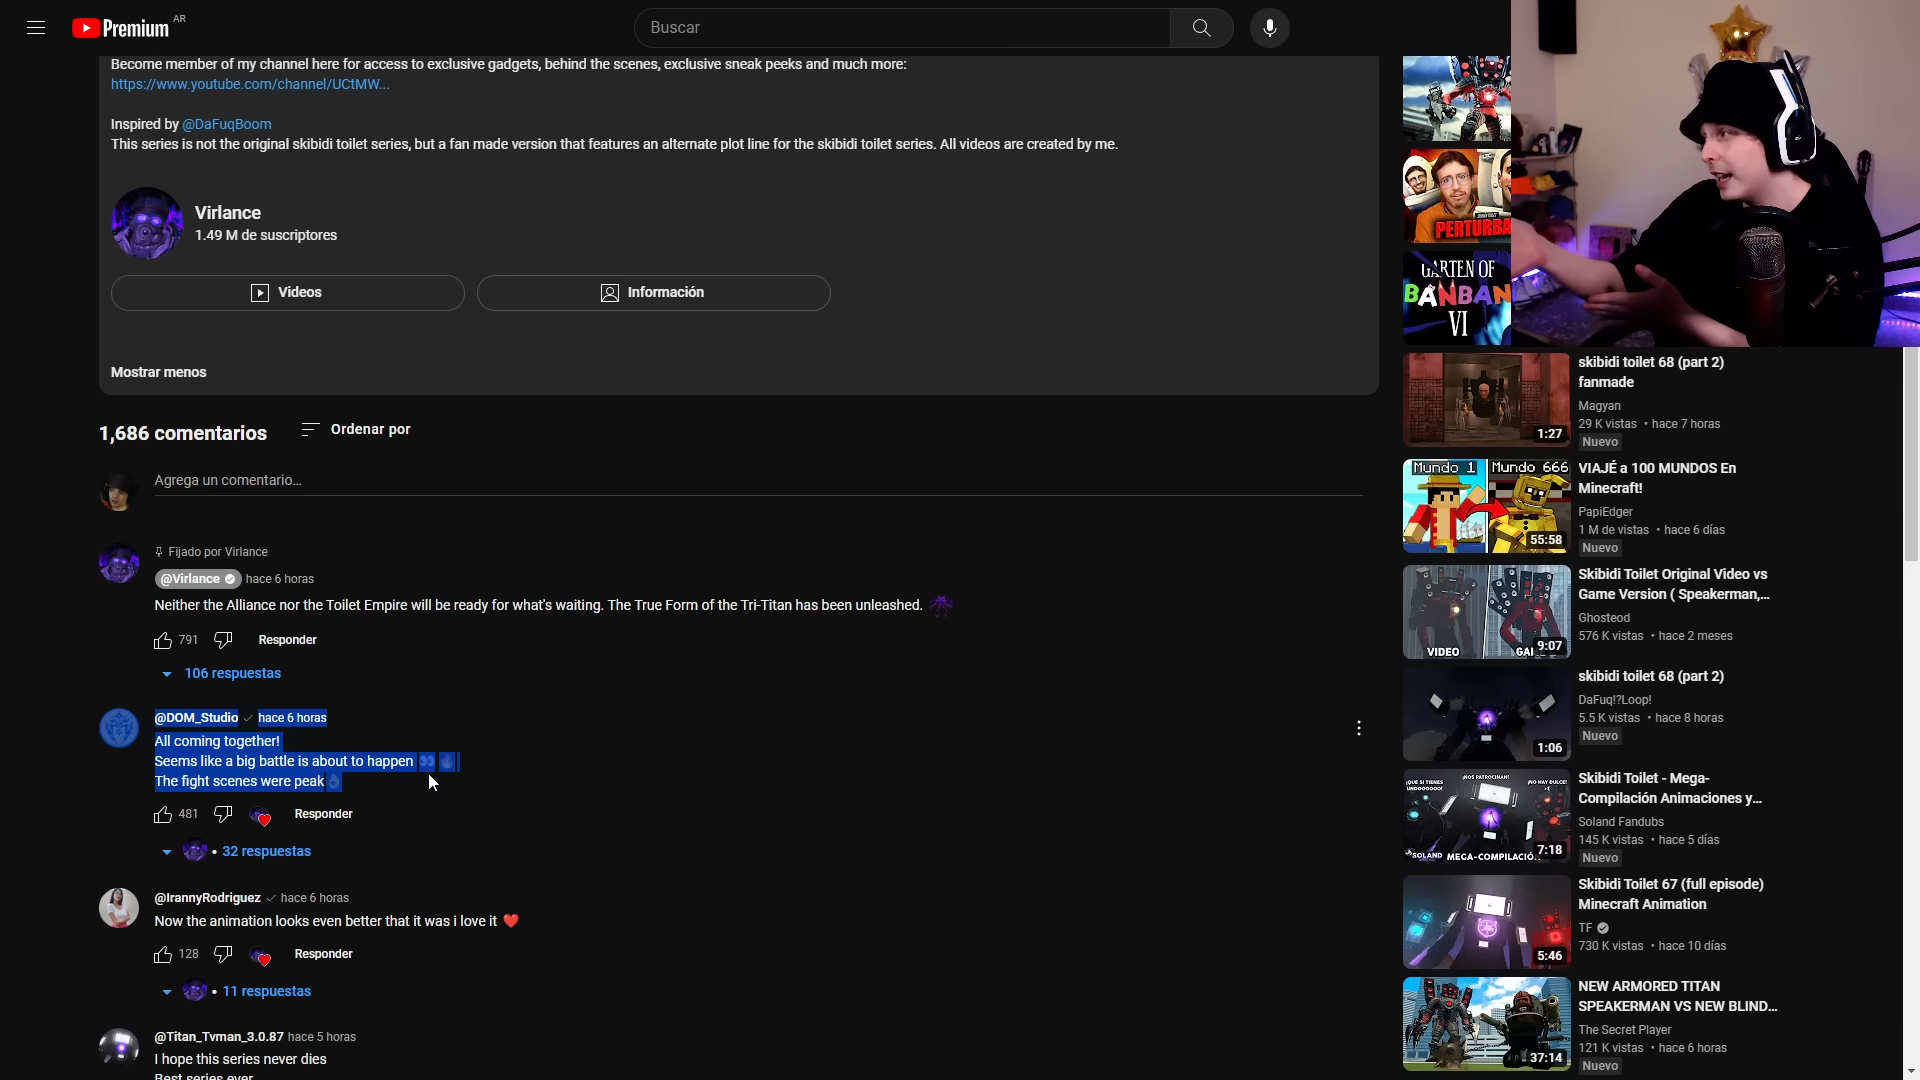 Premium AR
Buscar
Become member of my channel here for access to exclusive gadgets, behind the scenes, exclusive sneak peeks and much more:
https://www.youtube.com/channel/UCtMW...
Inspired by @DaFuqBoom
This series is not the original skibidi toilet series, but a fan made version that features an alternate plot line for the skibidi toilet series. All videos are created by me.
Virlance
1.49 M de suscriptores
Videos
Información
Mostrar menos
1,686 comentarios
Ordenar por
Agrega un comentario...
Fijado por Virlance
@Virlance hace 6 horas
Neither the Alliance nor the Toilet Empire will be ready for what's waiting. The True Form of the Tri-Titan has been unleashed.
791 Responder
106 respuestas
@DOM_Studio hace 6 horas
All coming together!
Seems like a big battle is about to happen 👀
The fight scenes were peak👌
481 Responder
32 respuestas
@IrannyRodriguez hace 6 horas
Now the animation looks even better that it was i love it ❤️
128 Responder
11 respuestas
@Titan_Tvman_3.0.87 hace 5 horas
I hope this series never dies
Best series ever
PERTURBA
GARTEN OF
BANBAN
VI
1:27
skibidi toilet 68 (part 2)
fanmade
Magyan
29 K vistas • hace 7 horas
Nuevo
Mundo 1 Mundo 666
55:58
VIAJÉ a 100 MUNDOS En
Minecraft!
PapiEdger
1 M de vistas • hace 6 días
Nuevo
VIDEO
9:07
Skibidi Toilet Original Video vs
Game Version ( Speakerman,...
Ghosteod
576 K vistas • hace 2 meses
1:06
skibidi toilet 68 (part 2)
DaFuq!?Loop!
5.5 K vistas • hace 8 horas
Nuevo
¡NOS PATROCINAN!
¡NO HAY DULCE!
SOLAND MEGA-COMPILACIÓN
7:18
Skibidi Toilet - Mega-
Compilación Animaciones y...
Soland Fandubs
145 K vistas • hace 5 días
Nuevo
5:46
Skibidi Toilet 67 (full episode)
Minecraft Animation
TF
730 K vistas • hace 10 días
37:14
NEW ARMORED TITAN
SPEAKERMAN VS NEW BLIND...
The Secret Player
121 K vistas • hace 6 horas
Nuevo